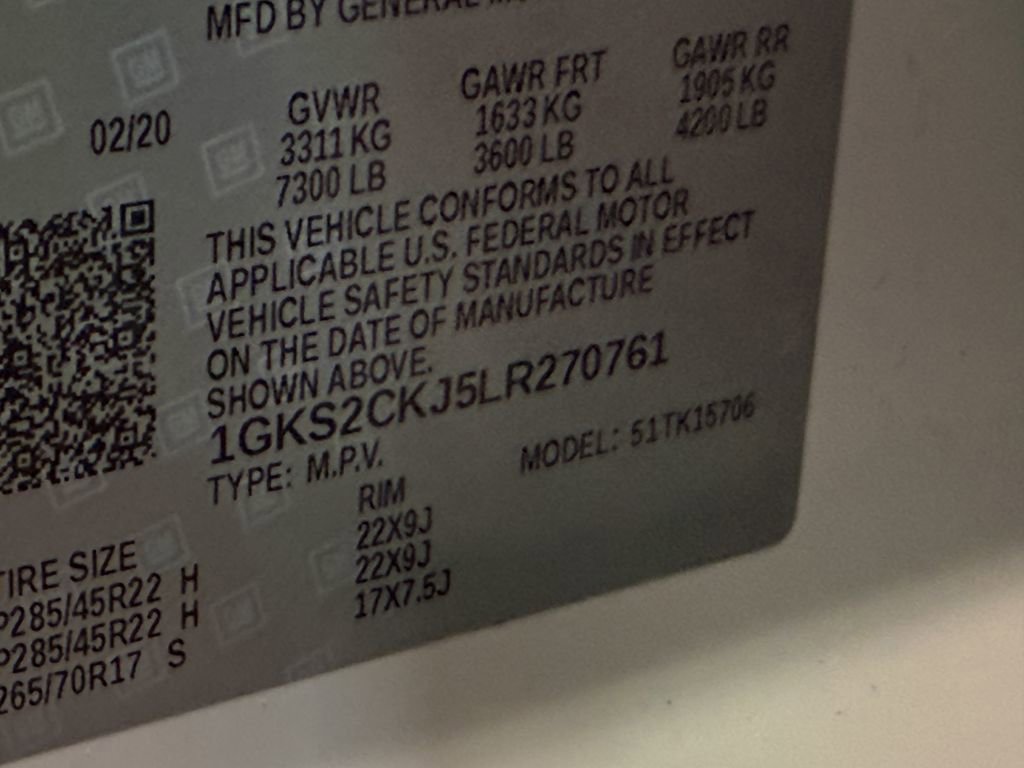 MFD BY GENERAL MO
02/20
GVWR GAWR FRT GAWR RR
3311 KG 1633 KG 1905 KG
7300 LB 3600 LB 4200 LB
THIS VEHICLE CONFORMS TO ALL
APPLICABLE U.S. FEDERAL MOTOR
VEHICLE SAFETY STANDARDS IN EFFECT
ON THE DATE OF MANUFACTURE
SHOWN ABOVE.
1GKS2CKJ5LR270761
TYPE: M.P.V. MODEL: 51TK15706
TIRE SIZE RIM
P285/45R22 H 22X9J
P285/45R22 H 22X9J
265/70R17 S 17X7.5J